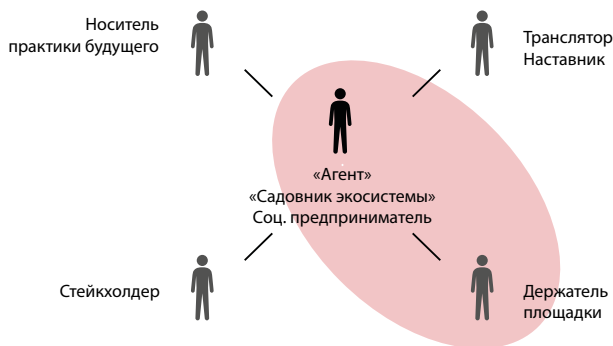 Носитель
практики будущего
Транслятор
Наставник
«Агент»
«Садовник экосистемы»
Соц. предприниматель
Стейкхолдер
Держатель
площадки